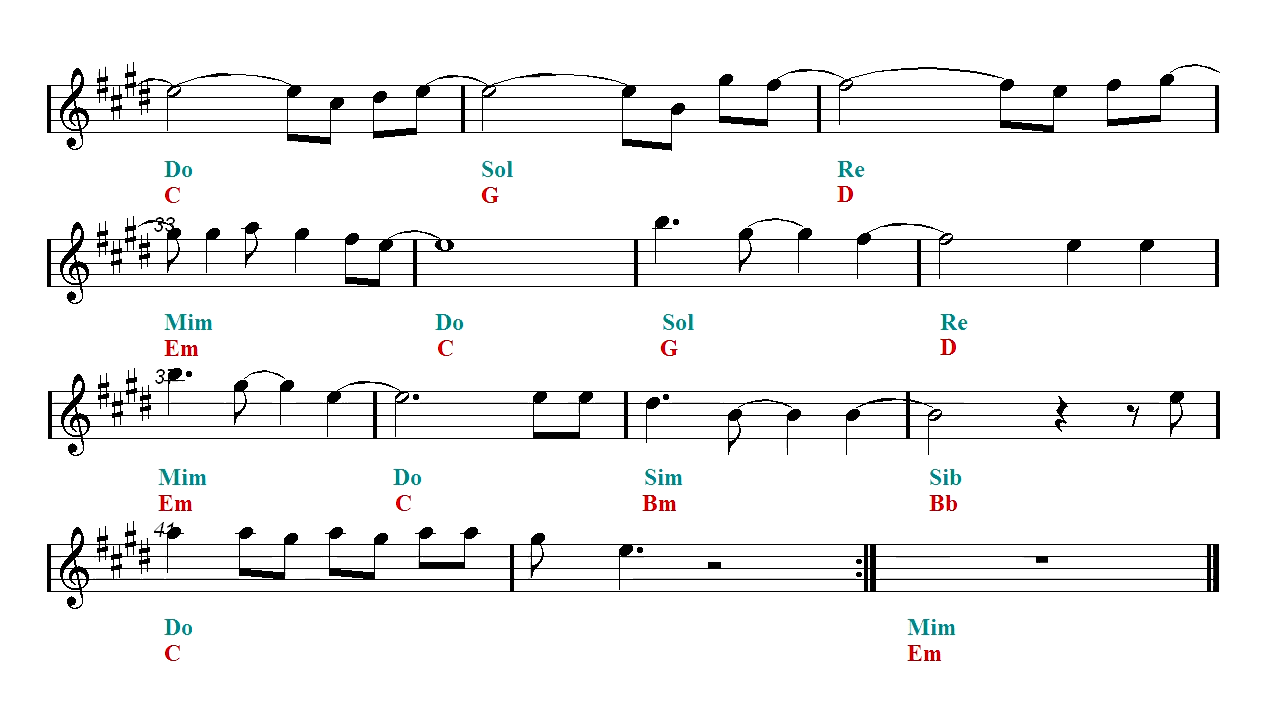 Do Sol Re
C G D
33
Mim Do Sol Re
Em C G D
37
Mim Do Sim Sib
Em C Bm Bb
41
Do Mim
C Em